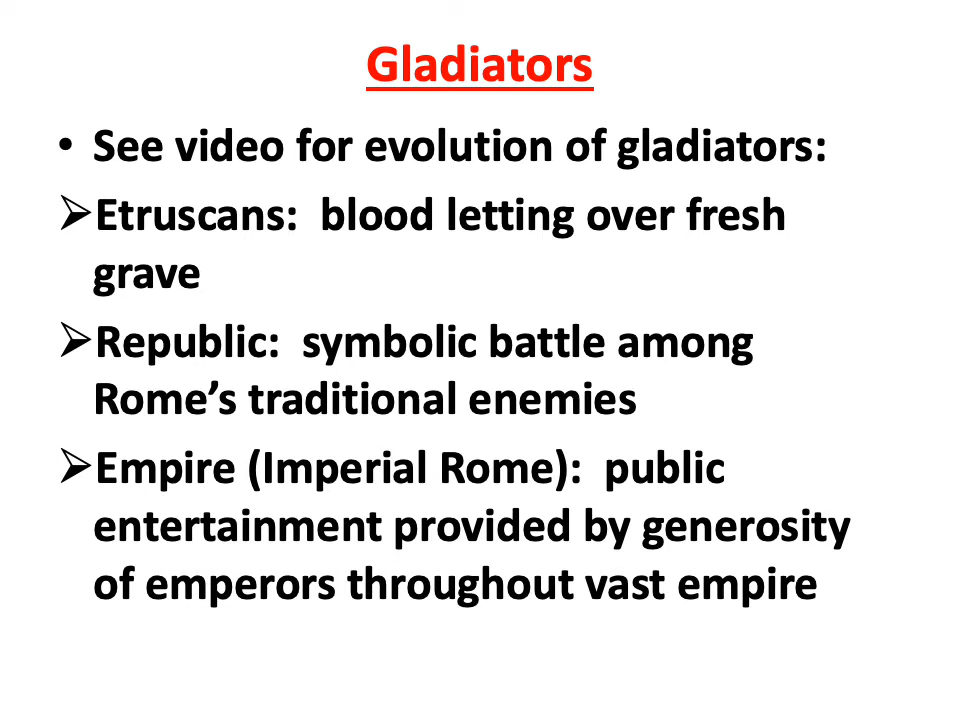 Gladiators
• See video for evolution of gladiators:
➢Etruscans:  blood letting over fresh
grave
➢Republic:  symbolic battle among
Rome’s traditional enemies
➢Empire (Imperial Rome):  public
entertainment provided by generosity
of emperors throughout vast empire